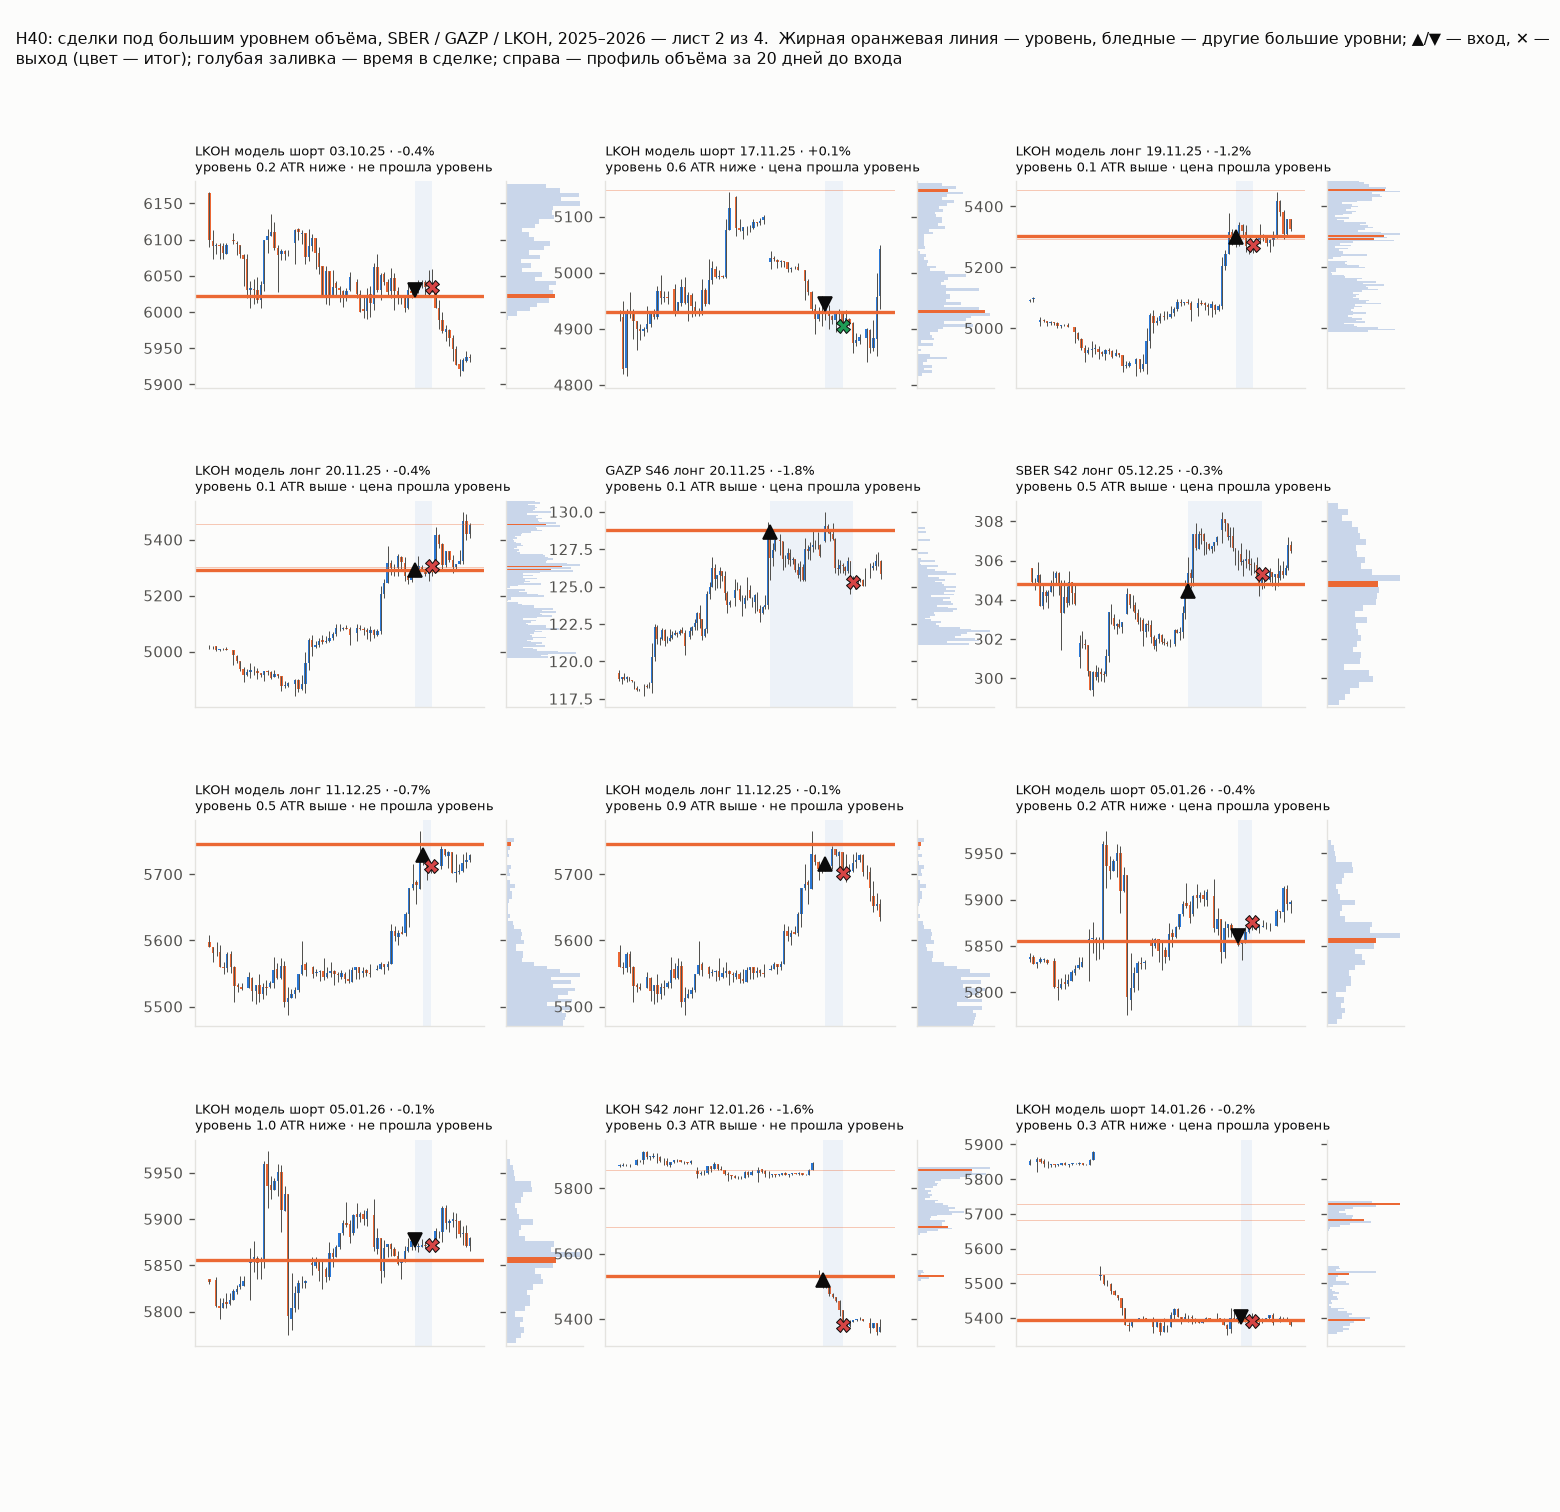 H40: сделки под большим уровнем объёма, SBER / GAZP / LKOH, 2025–2026 — лист 2 из 4.  Жирная оранжевая линия — уровень, бледные — другие большие уровни; ▲/▼ — вход, ✕ —
выход (цвет — итог); голубая заливка — время в сделке; справа — профиль объёма за 20 дней до входа
LKOH модель шорт 03.10.25 · -0.4%
уровень 0.2 ATR ниже · не прошла уровень
6150
6100
6050
6000
5950
5900
LKOH модель шорт 17.11.25 · +0.1%
уровень 0.6 ATR ниже · цена прошла уровень
5100
5000
4900
4800
LKOH модель лонг 19.11.25 · -1.2%
уровень 0.1 ATR выше · цена прошла уровень
5400
5200
5000
LKOH модель лонг 20.11.25 · -0.4%
уровень 0.1 ATR выше · цена прошла уровень
5400
5200
5000
GAZP S46 лонг 20.11.25 · -1.8%
уровень 0.1 ATR выше · цена прошла уровень
130.0
127.5
125.0
122.5
120.0
117.5
SBER S42 лонг 05.12.25 · -0.3%
уровень 0.5 ATR выше · цена прошла уровень
308
306
304
302
300
LKOH модель лонг 11.12.25 · -0.7%
уровень 0.5 ATR выше · не прошла уровень
5700
5600
5500
LKOH модель лонг 11.12.25 · -0.1%
уровень 0.9 ATR выше · не прошла уровень
5700
5600
5500
LKOH модель шорт 05.01.26 · -0.4%
уровень 0.2 ATR ниже · цена прошла уровень
5950
5900
5850
5800
LKOH модель шорт 05.01.26 · -0.1%
уровень 1.0 ATR ниже · не прошла уровень
5950
5900
5850
5800
LKOH S42 лонг 12.01.26 · -1.6%
уровень 0.3 ATR выше · не прошла уровень
5800
5600
5400
LKOH модель шорт 14.01.26 · -0.2%
уровень 0.3 ATR ниже · цена прошла уровень
5900
5800
5700
5600
5500
5400